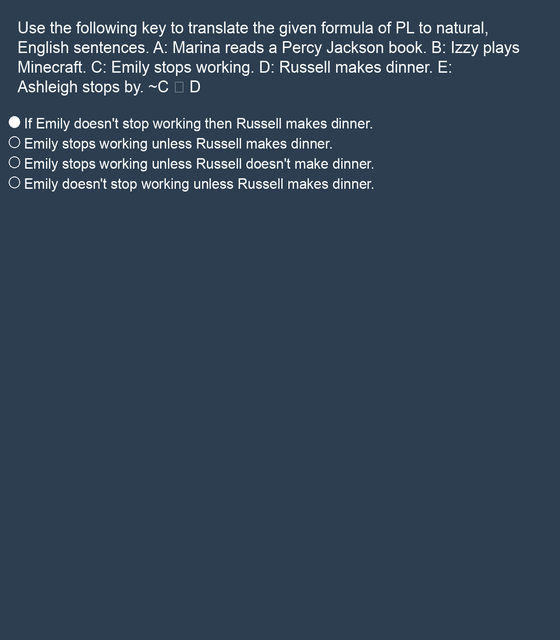 Use the following key to translate the given formula of PL to natural,
English sentences. A: Marina reads a Percy Jackson book. B: Izzy plays
Minecraft. C: Emily stops working. D: Russell makes dinner. E:
Ashleigh stops by. ~C □ D
If Emily doesn't stop working then Russell makes dinner.
Emily stops working unless Russell makes dinner.
Emily stops working unless Russell doesn't make dinner.
Emily doesn't stop working unless Russell makes dinner.